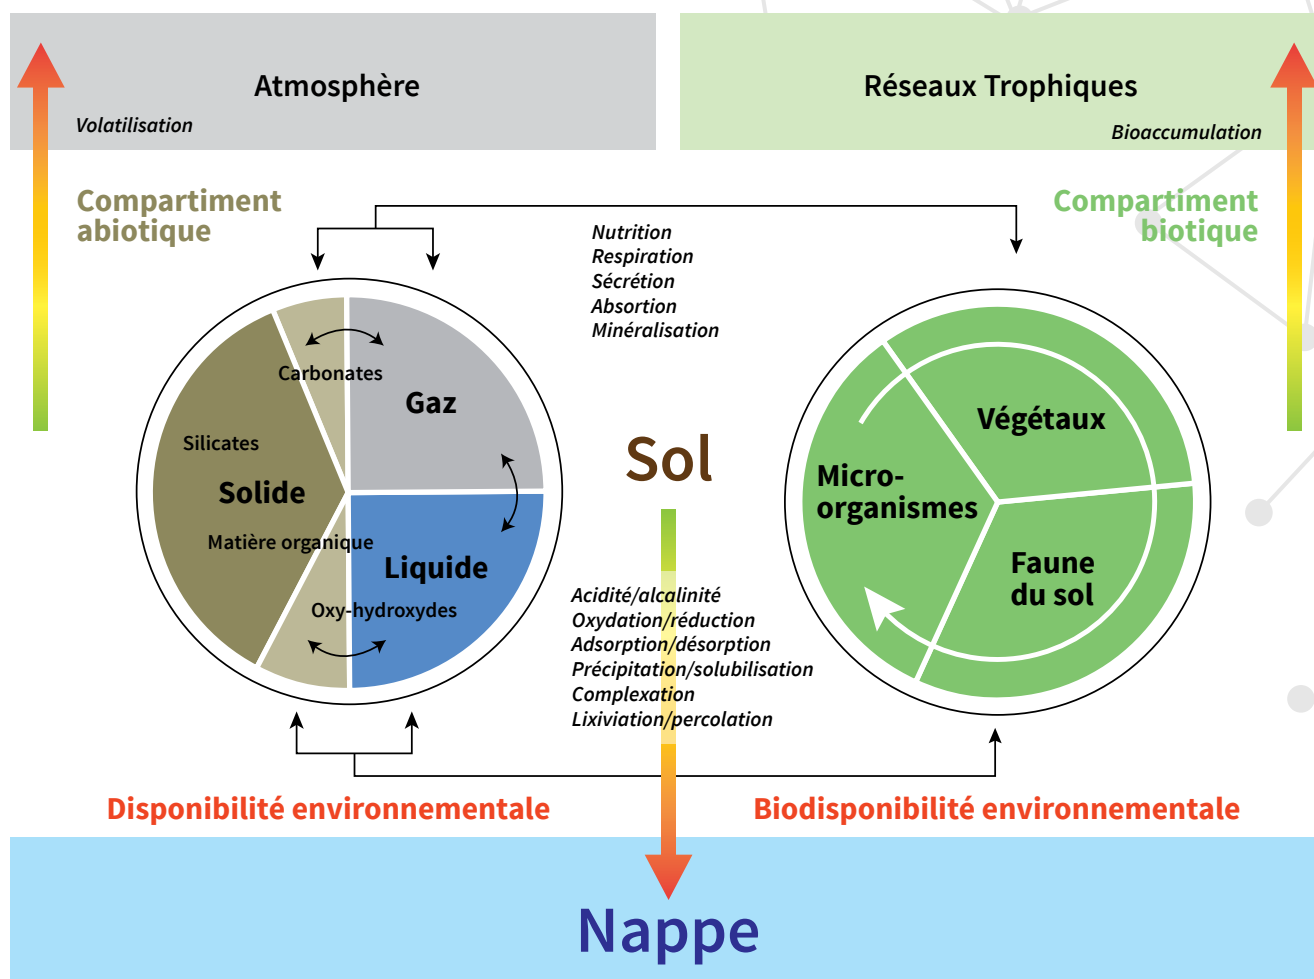 Atmosphère
Volatilisation
Réseaux Trophiques
Bioaccumulation
Compartiment
abiotique
Compartiment
biotique
Nutrition
Respiration
Sécrétion
Absortion
Minéralisation
Carbonates
Gaz
Silicates
Solide
Matière organique
Liquide
Oxy-hydroxydes
Sol
Végétaux
Micro-
organismes
Faune
du sol
Acidité/alcalinité
Oxydation/réduction
Adsorption/désorption
Précipitation/solubilisation
Complexation
Lixiviation/percolation
Disponibilité environnementale
Biodisponibilité environnementale
Nappe